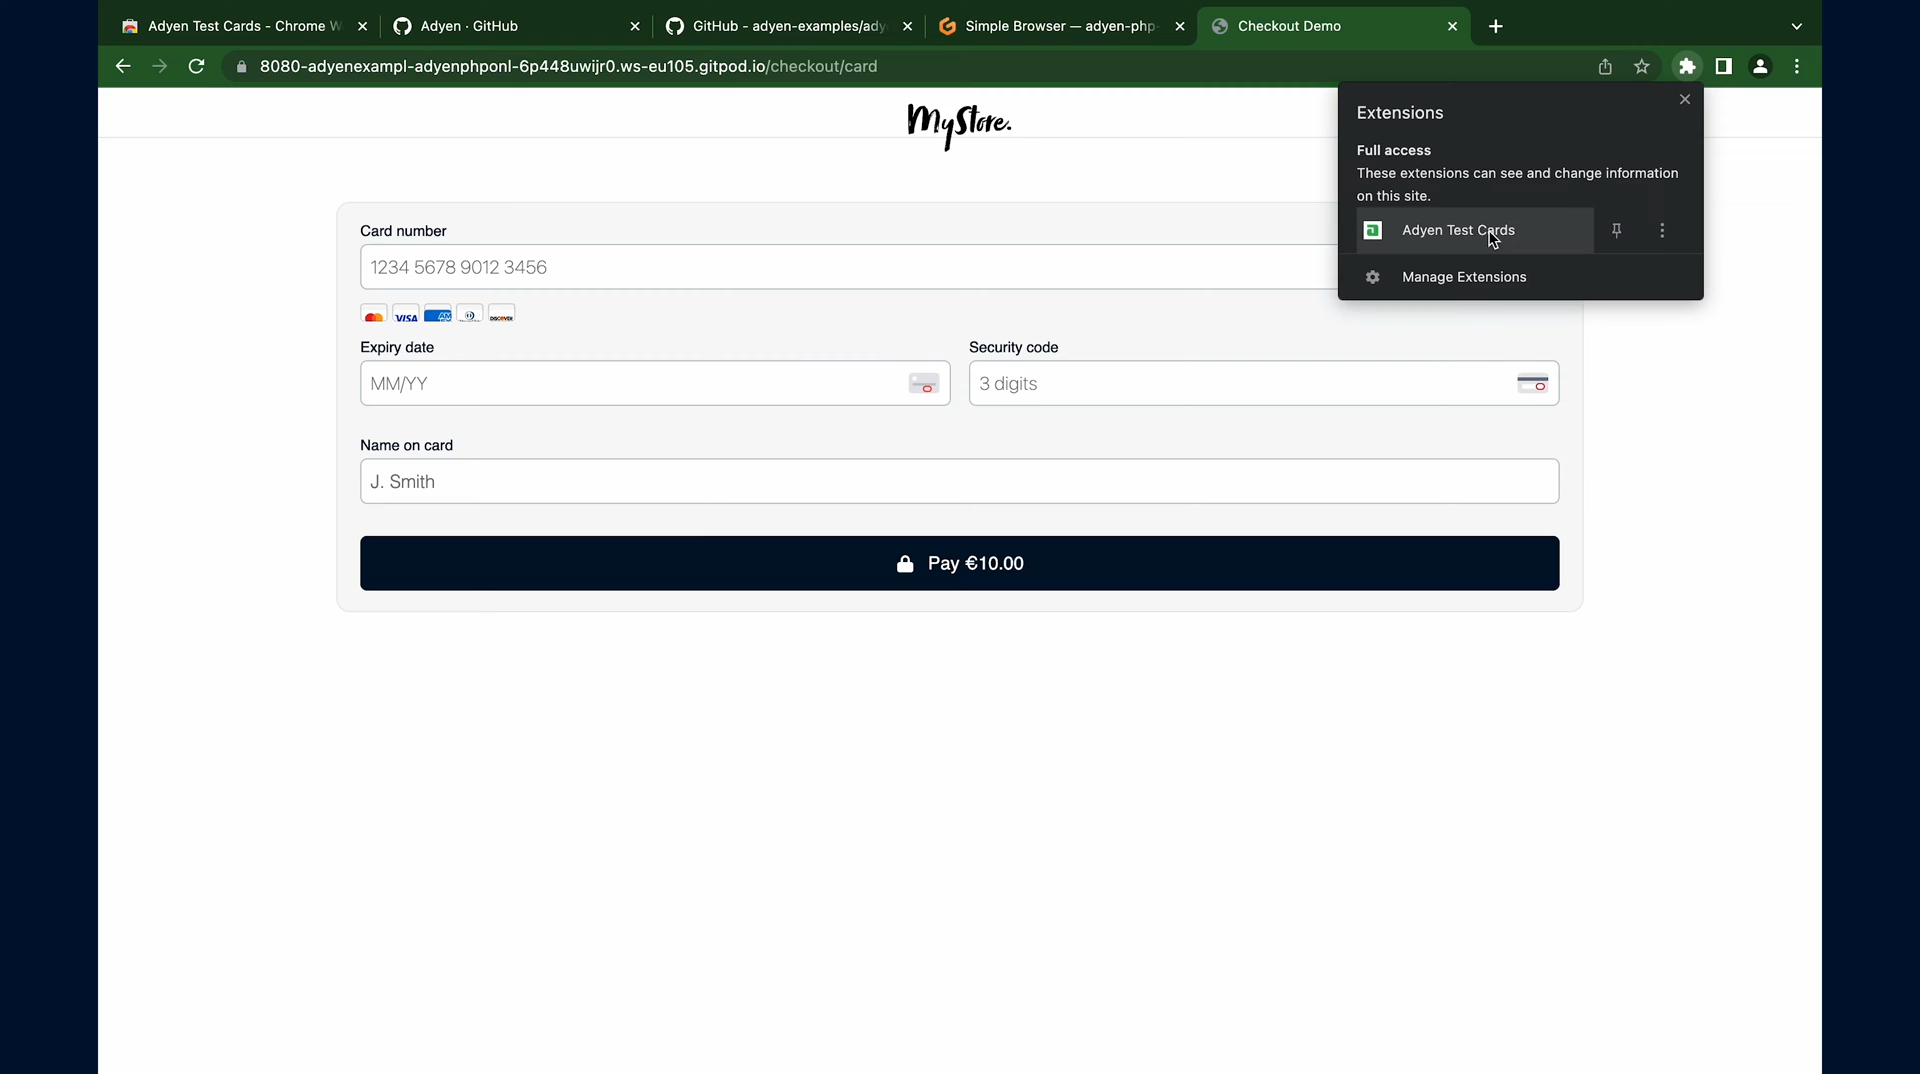 Adyen Test Cards - Chrome W
Adyen · GitHub
GitHub - adyen-examples/ady
Simple Browser — adyen-php-
Checkout Demo
8080-adyenexampl-adyenphponl-6p448uwijr0.ws-eu105.gitpod.io/checkout/card
MyStore.
Extensions
Full access
These extensions can see and change information
on this site.
Adyen Test Cards
Manage Extensions
Card number
1234 5678 9012 3456
VISA
AM
EX
DISCOVER
Expiry date
Security code
MM/YY
3 digits
Name on card
J. Smith
Pay €10.00